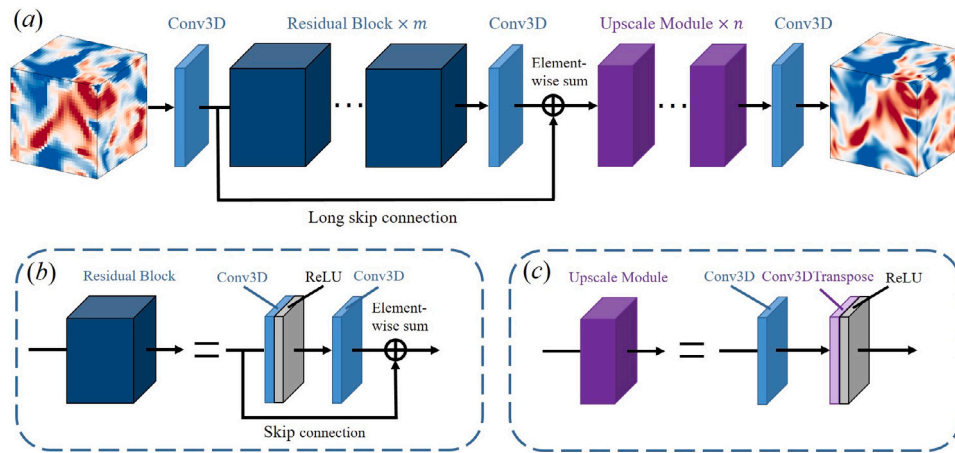 (a)
Conv3D
Residual Block × m
Conv3D
Element-
wise sum
Upscale Module × n
Conv3D
Long skip connection
(b)
Residual Block
Conv3D
ReLU
Conv3D
Element-
wise sum
Skip connection
(c)
Upscale Module
Conv3D
Conv3DTranspose
ReLU